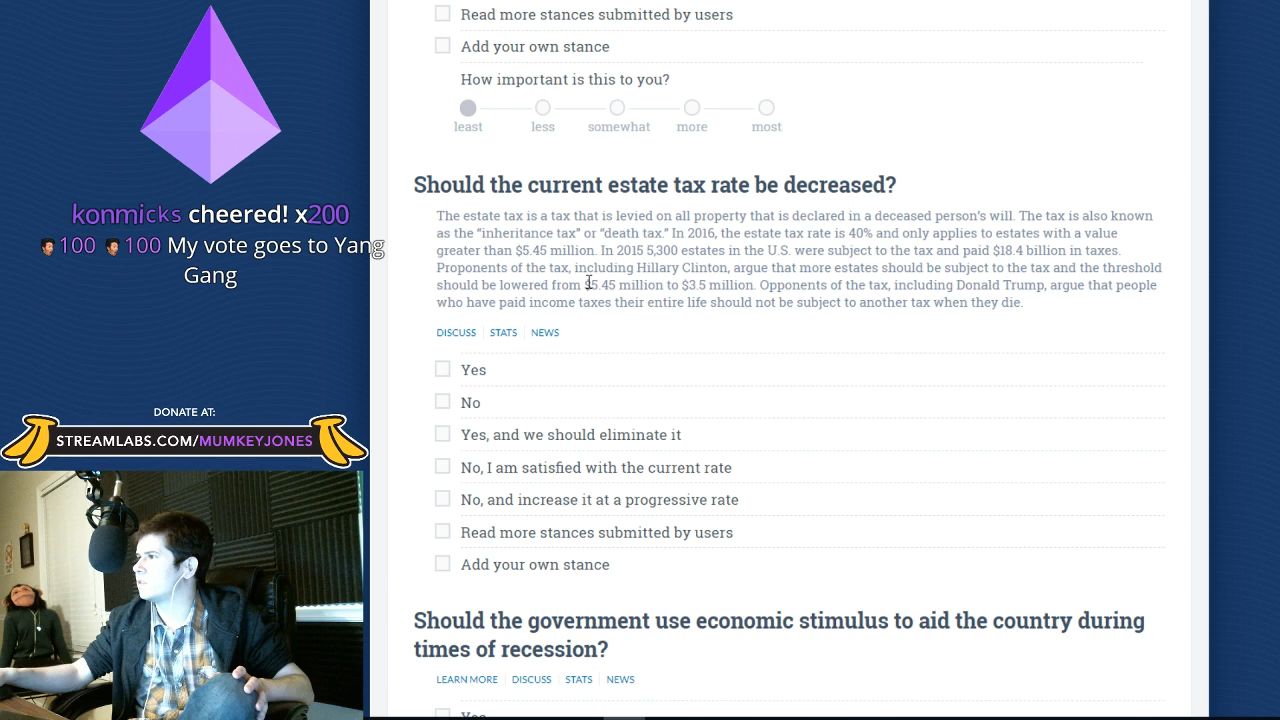 konmicks cheered! x200
100 100 My vote goes to Yang
Gang
DONATE AT:
STREAMLABS.COM/MUMKEYJONES
Read more stances submitted by users
Add your own stance
How important is this to you?
least less somewhat more most
Should the current estate tax rate be decreased?
The estate tax is a tax that is levied on all property that is declared in a deceased person's will. The tax is also known
as the "inheritance tax" or "death tax." In 2016, the estate tax rate is 40% and only applies to estates with a value
greater than $5.45 million. In 2015 5,300 estates in the U.S. were subject to the tax and paid $18.4 billion in taxes.
Proponents of the tax, including Hillary Clinton, argue that more estates should be subject to the tax and the threshold
should be lowered from $5.45 million to $3.5 million. Opponents of the tax, including Donald Trump, argue that people
who have paid income taxes their entire life should not be subject to another tax when they die.
DISCUSS STATS NEWS
Yes
No
Yes, and we should eliminate it
No, I am satisfied with the current rate
No, and increase it at a progressive rate
Read more stances submitted by users
Add your own stance
Should the government use economic stimulus to aid the country during
times of recession?
LEARN MORE DISCUSS STATS NEWS
Yes